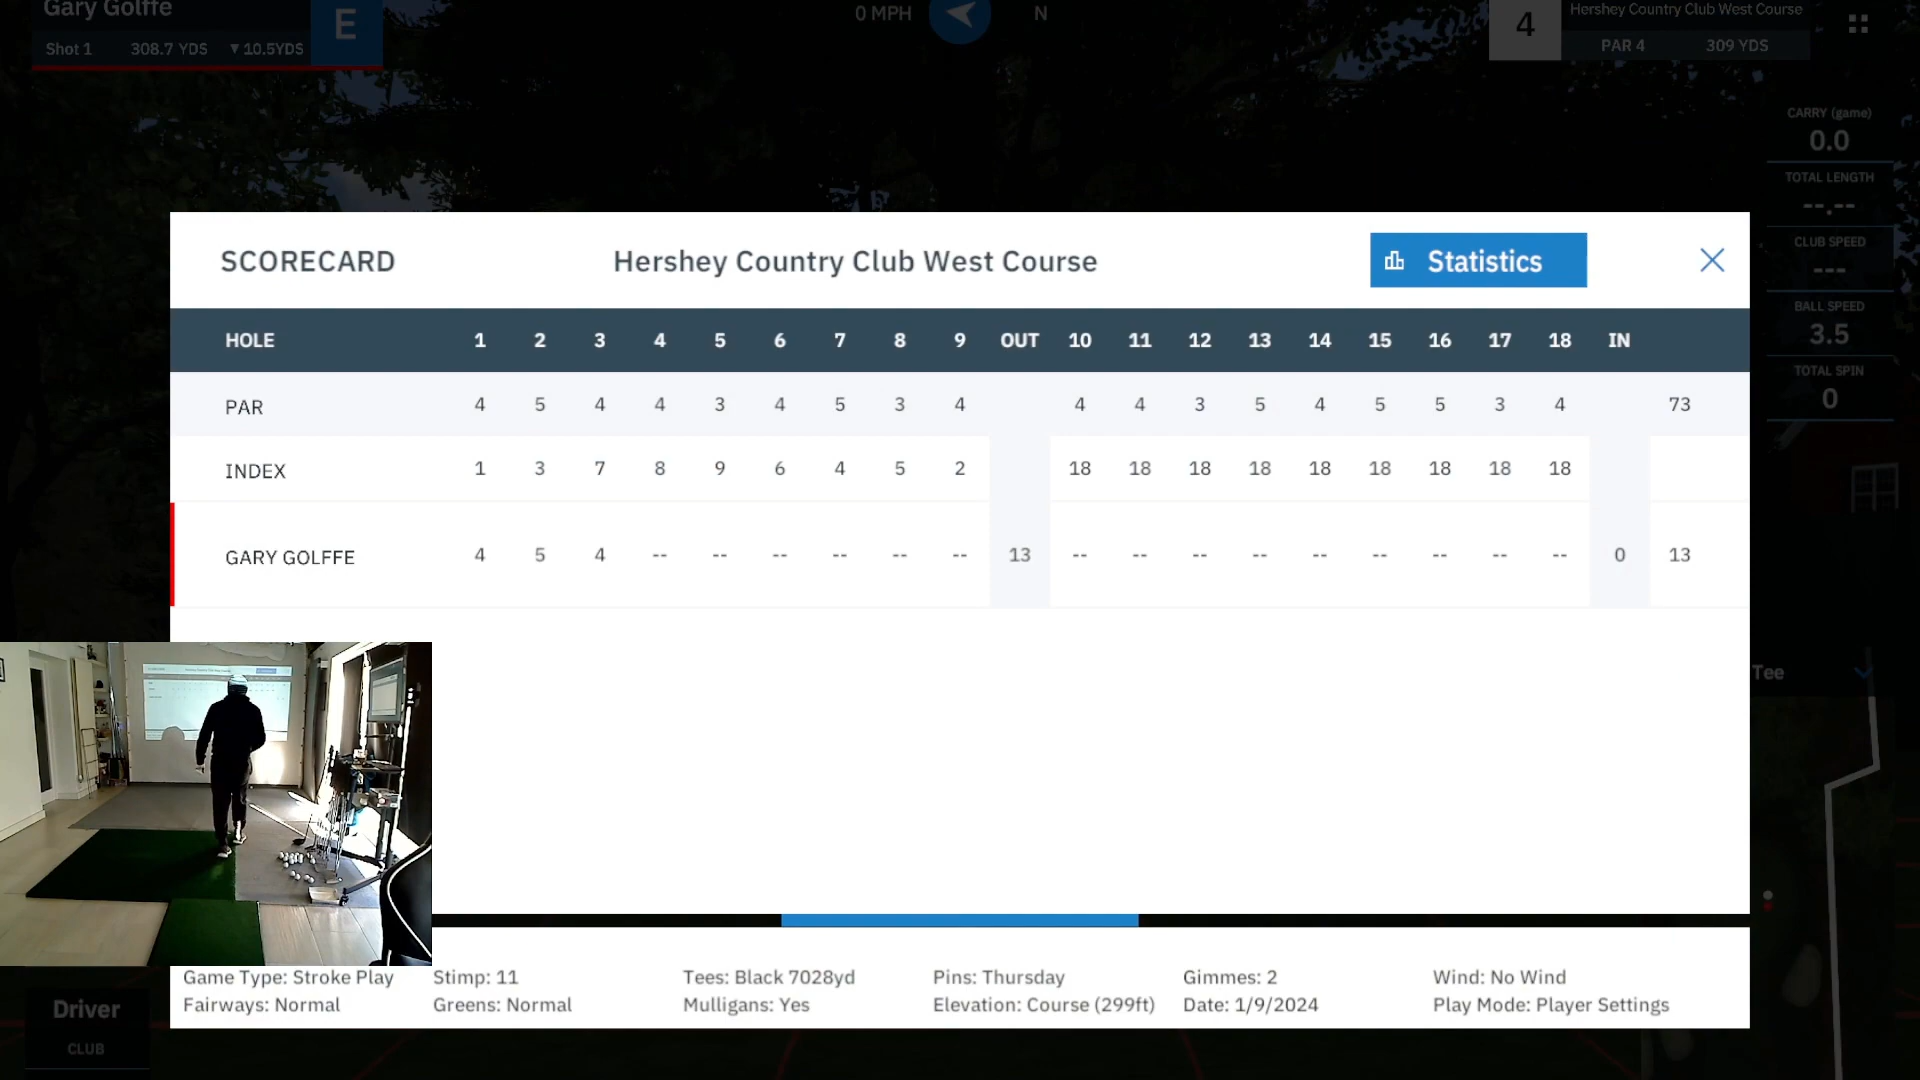 Gary Golffe
Shot 1 308.7 YDS ▼ 10.5YDS
E
0 MPH
N
4
Hershey Country Club West Course
PAR 4 309 YDS
CARRY (game)
0.0
TOTAL LENGTH
--.--
CLUB SPEED
---
BALL SPEED
3.5
TOTAL SPIN
0
SCORECARD Hershey Country Club West Course Statistics
HOLE 1 2 3 4 5 6 7 8 9 OUT 10 11 12 13 14 15 16 17 18 IN
PAR 4 5 4 4 3 4 5 3 4 4 4 3 5 4 5 5 3 4 73
INDEX 1 3 7 8 9 6 4 5 2 18 18 18 18 18 18 18 18 18
GARY GOLFFE 4 5 4 -- -- -- -- -- -- 13 -- -- -- -- -- -- -- -- -- 0 13
Tee
Game Type: Stroke Play Stimp: 11 Tees: Black 7028yd Pins: Thursday Gimmes: 2 Wind: No Wind
Fairways: Normal Greens: Normal Mulligans: Yes Elevation: Course (299ft) Date: 1/9/2024 Play Mode: Player Settings
Driver
CLUB